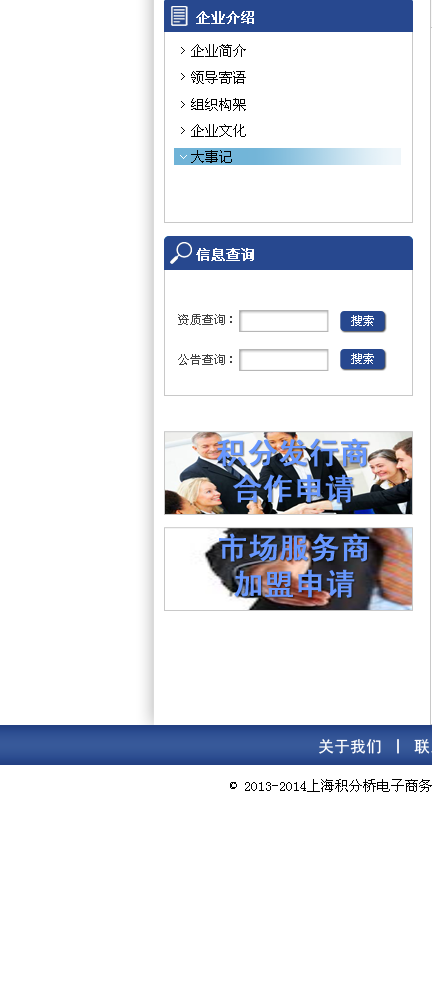 企业介绍
企业简介
领导寄语
组织构架
企业文化
大事记
信息查询
资质查询： 搜索
公告查询： 搜索
积分发行商
合作申请
市场服务商
加盟申请
关于我们 | 联
© 2013-2014上海积分桥电子商务